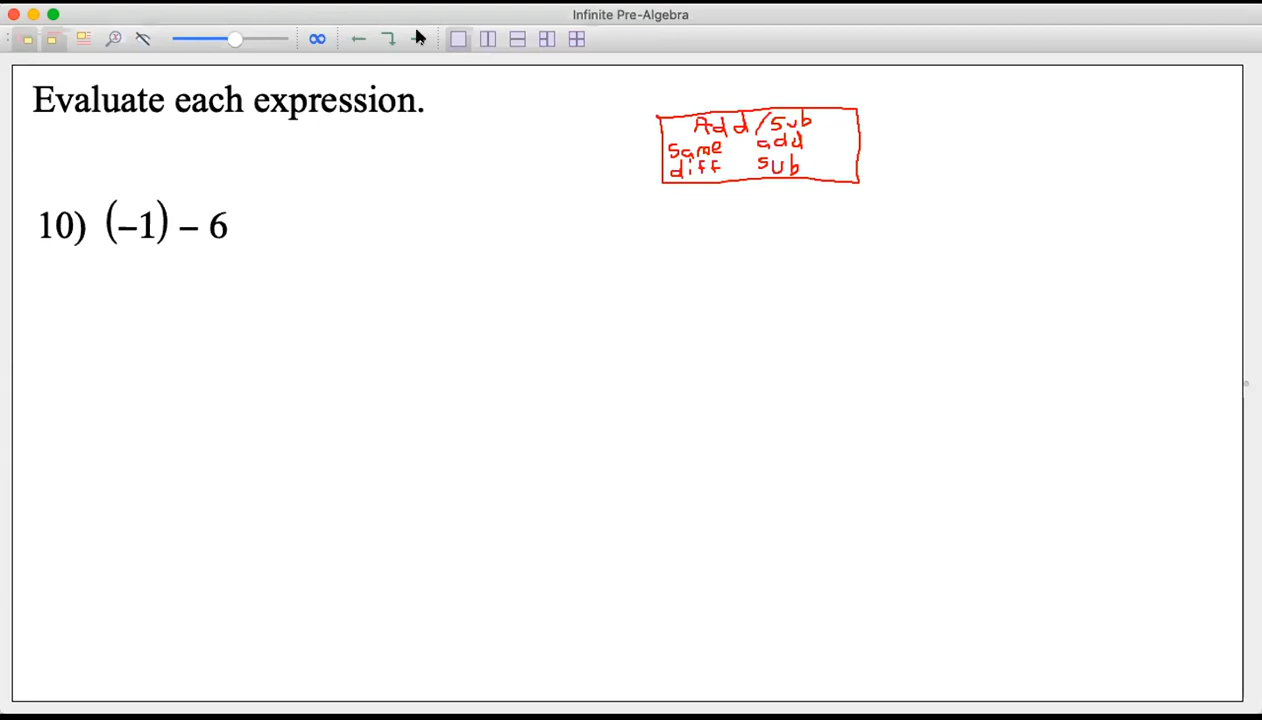 Infinite Pre-Algebra
Evaluate each expression.
Add/Sub
Same add
diff sub
10) (–1) – 6